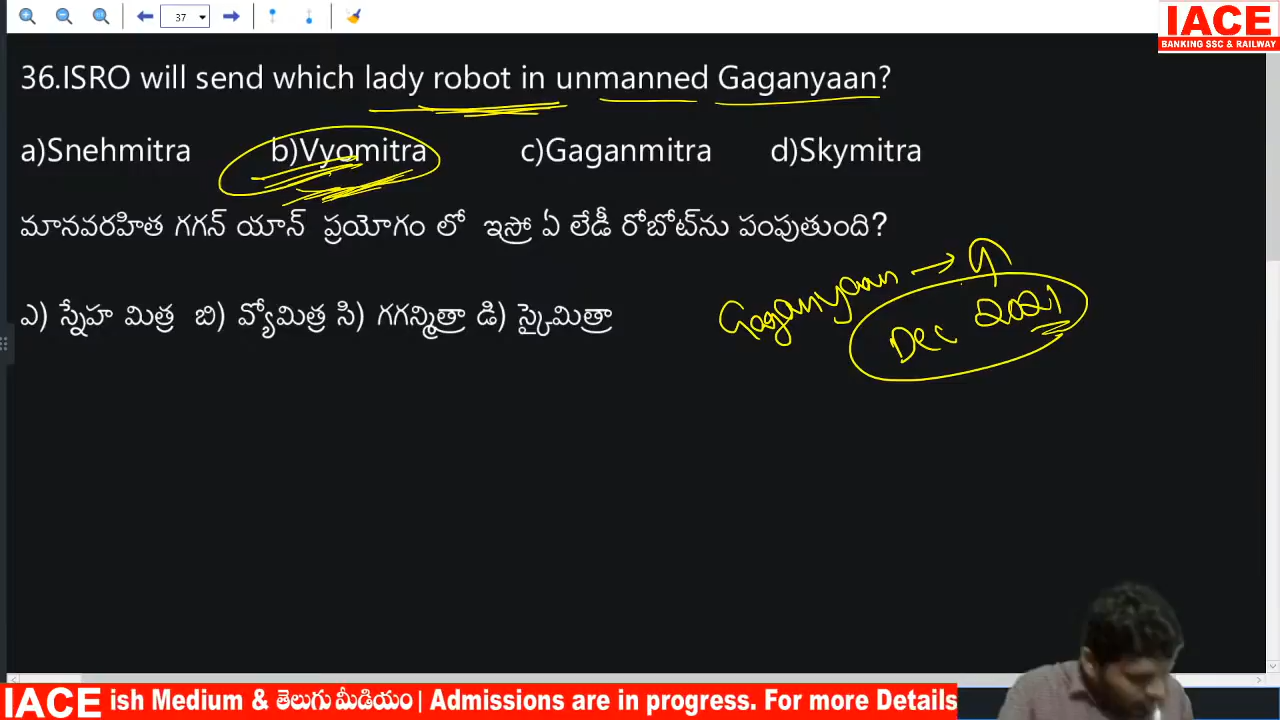 37
IACE
BANKING SSC & RAILWAY
36.ISRO will send which lady robot in unmanned Gaganyaan?
a)Snehmitra b)Vyomitra c)Gaganmitra d)Skymitra
మానవరహిత గగన్ యాన్ ప్రయోగం లో ఇస్రో ఏ లేడీ రోబోట్‌ను పంపుతుంది?
ఎ) స్నేహ మిత్ర బి) వ్యోమిత్ర సి) గగన్మిత్రా డి) స్కైమిత్రా
Gaganyaan →
Dec 2021
IACE ish Medium & తెలుగు మీడియం | Admissions are in progress. For more Details